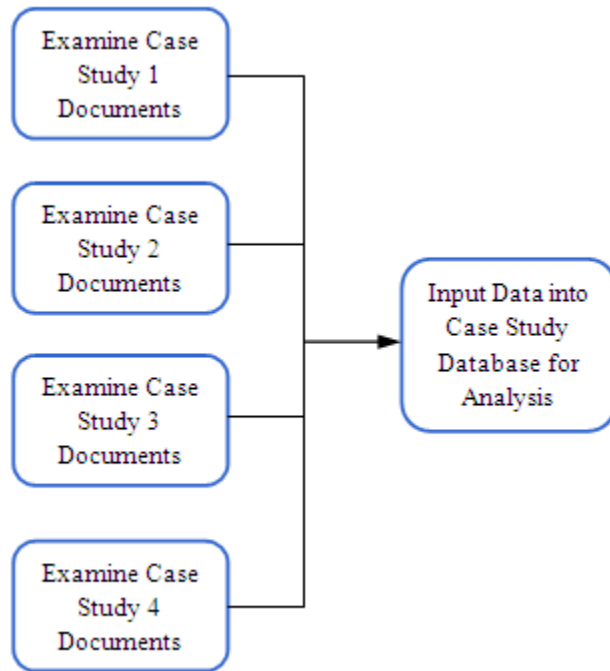 Examine Case
Study 1
Documents
Examine Case
Study 2
Documents
Examine Case
Study 3
Documents
Examine Case
Study 4
Documents
Input Data into
Case Study
Database for
Analysis